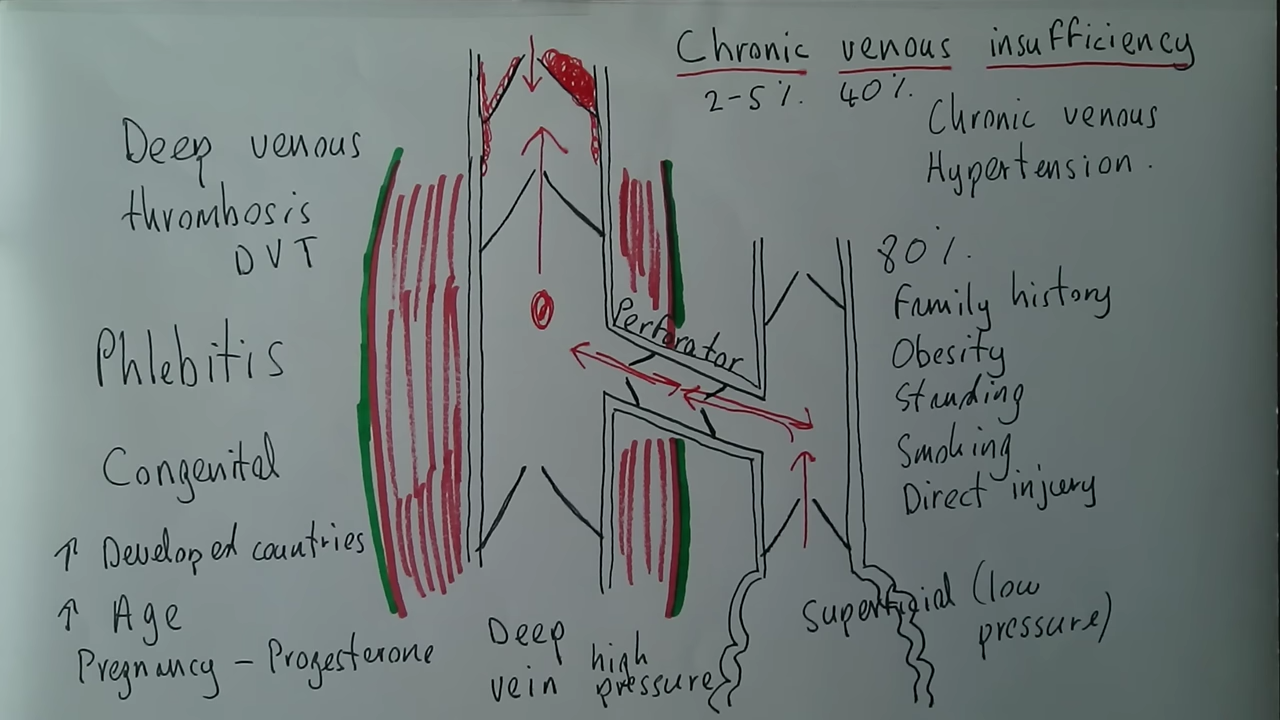 Chronic venous insufficiency
2-5%. 40%.
Chronic venous
Hypertension.
Deep venous
thrombosis
DVT
Phlebitis
Congenital
↑ Developed countries
↑ Age
Pregnancy - Progesterone
Perforator
80%.
Family history
Obesity
Standing
Smoking
Direct injury
Deep
vein
high
pressure
Superficial (low
pressure)